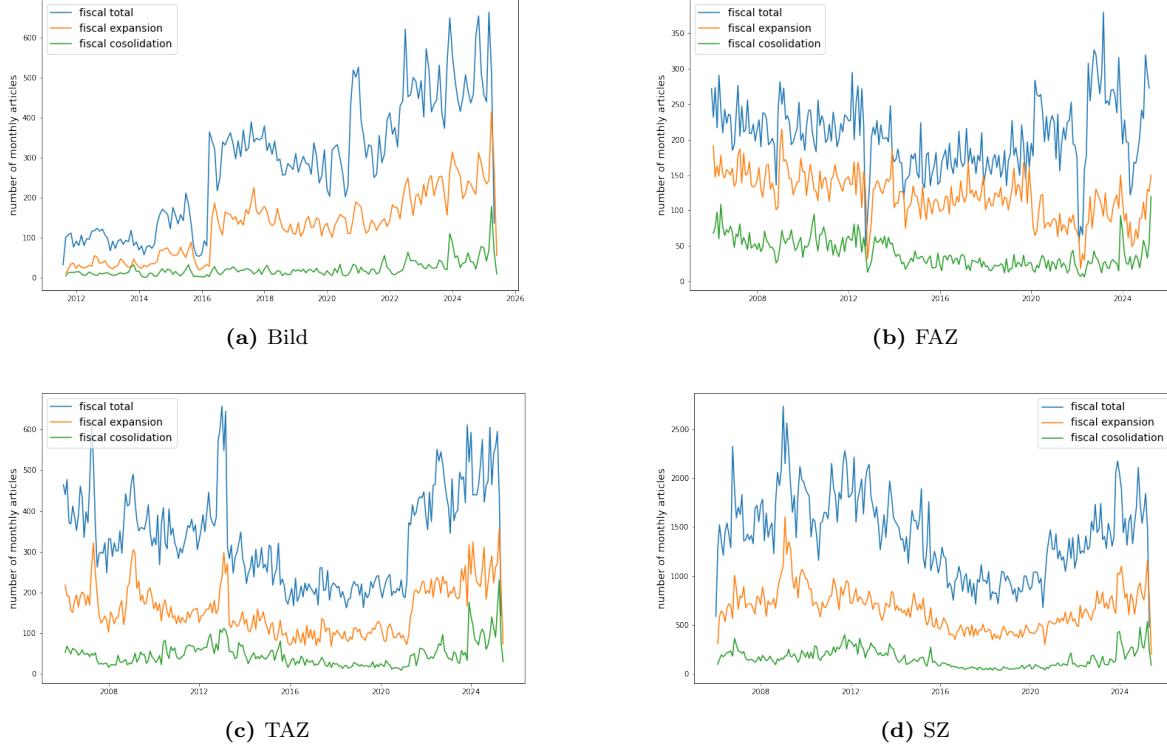 fiscal total
fiscal expansion
fiscal cosolidation
number of monthly articles
600
500
400
300
200
100
0
2012
2014
2016
2018
2020
2022
2024
2026
(a) Bild
fiscal total
fiscal expansion
fiscal cosolidation
number of monthly articles
350
300
250
200
150
100
50
0
2008
2012
2016
2020
2024
(b) FAZ
fiscal total
fiscal expansion
fiscal cosolidation
number of monthly articles
600
500
400
300
200
100
0
2008
2012
2016
2020
2024
(c) TAZ
fiscal total
fiscal expansion
fiscal cosolidation
number of monthly articles
2500
2000
1500
1000
500
0
2008
2012
2016
2020
2024
(d) SZ